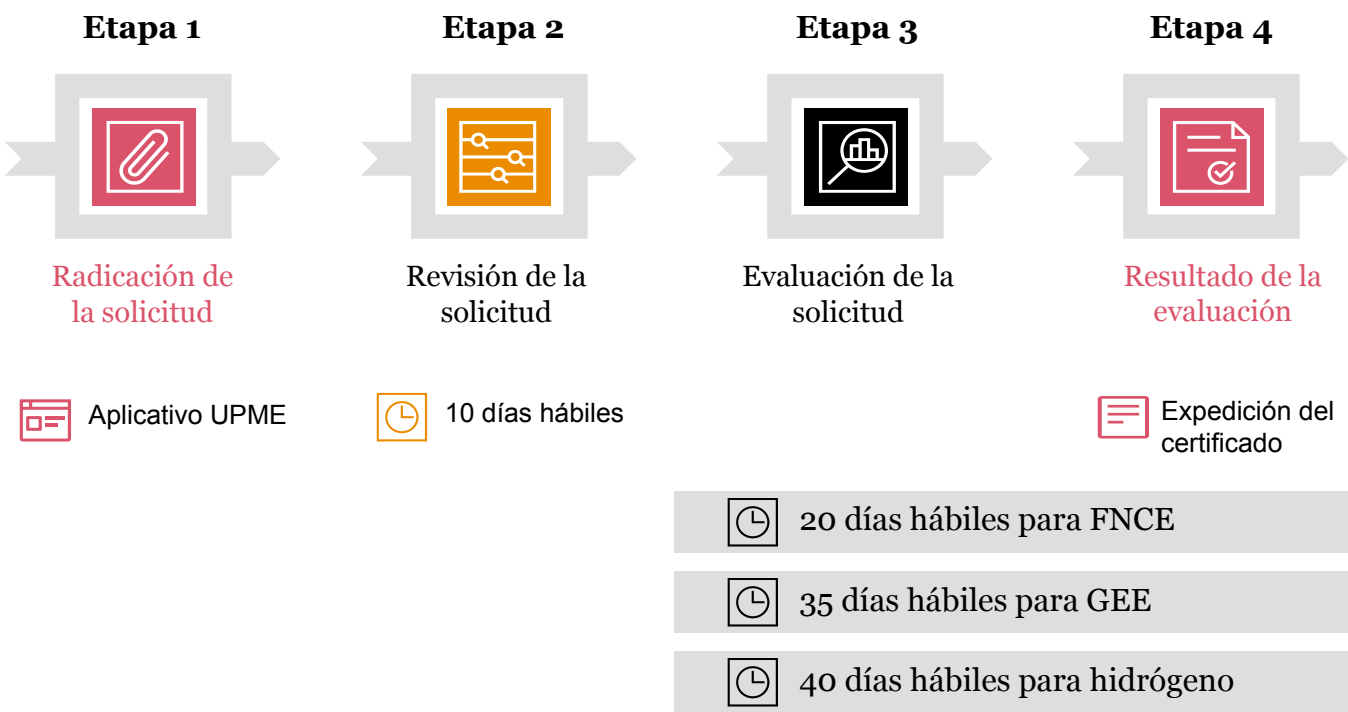 Etapa 1
Etapa 2
Etapa 3
Etapa 4
Radicación de
la solicitud
Revisión de la
solicitud
Evaluación de la
solicitud
Resultado de la
evaluación
Aplicativo UPME
10 días hábiles
Expedición del
certificado
20 días hábiles para FNCE
35 días hábiles para GEE
40 días hábiles para hidrógeno